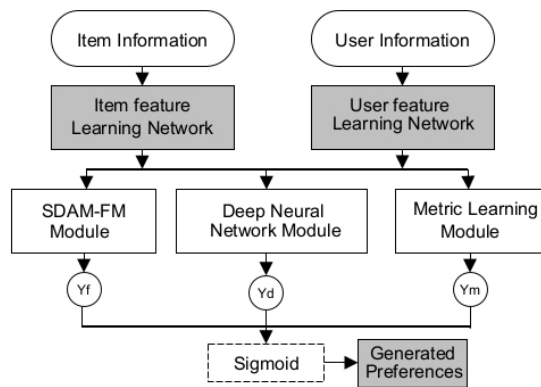 Item Information
User Information
Item feature
Learning Network
User feature
Learning Network
SDAM-FM
Module
Deep Neural
Network Module
Metric Learning
Module
Yf
Yd
Ym
Sigmoid
Generated
Preferences